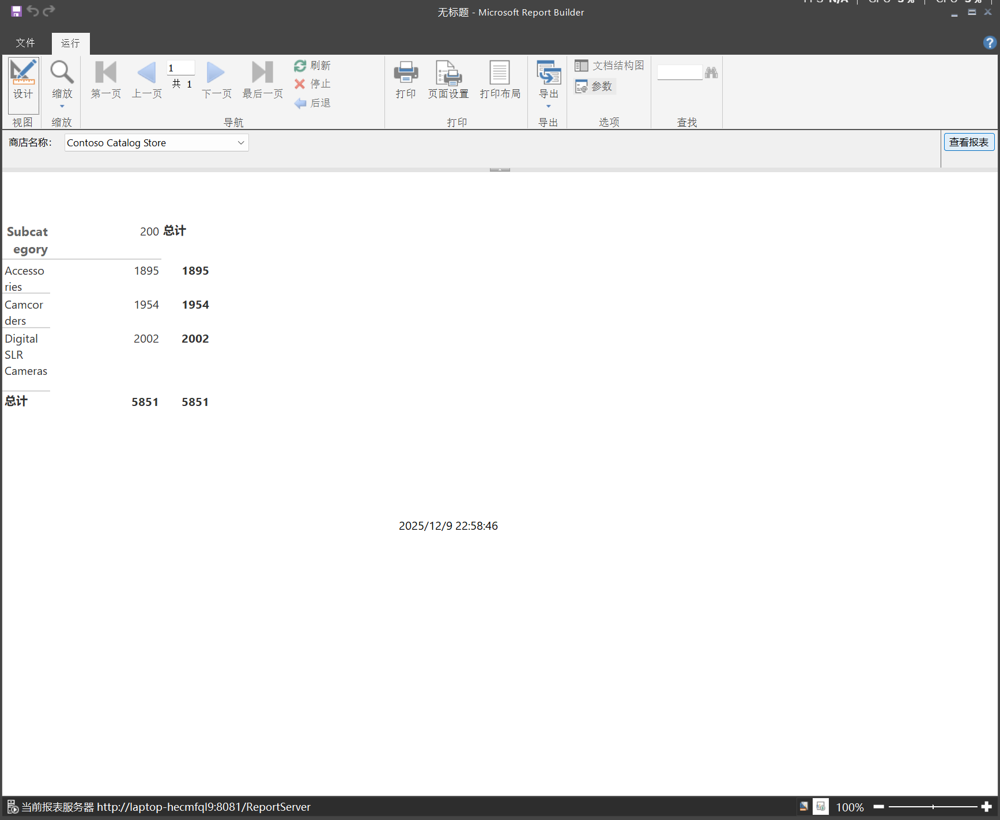 无标题 - Microsoft Report Builder
文件
运行
设计
缩放
第一页
上一页
1
共 1
下一页
最后一页
刷新
停止
后退
打印
页面设置
打印布局
导出
文档结构图
参数
视图
缩放
导航
打印
导出
选项
查找
商店名称：
Contoso Catalog Store
查看报表
Subcat
egory
200
总计
Accesso
ries
1895
1895
Camcor
ders
1954
1954
Digital
SLR
Cameras
2002
2002
总计
5851
5851
2025/12/9 22:58:46
当前报表服务器 http://laptop-hecmfql9:8081/ReportServer
100%